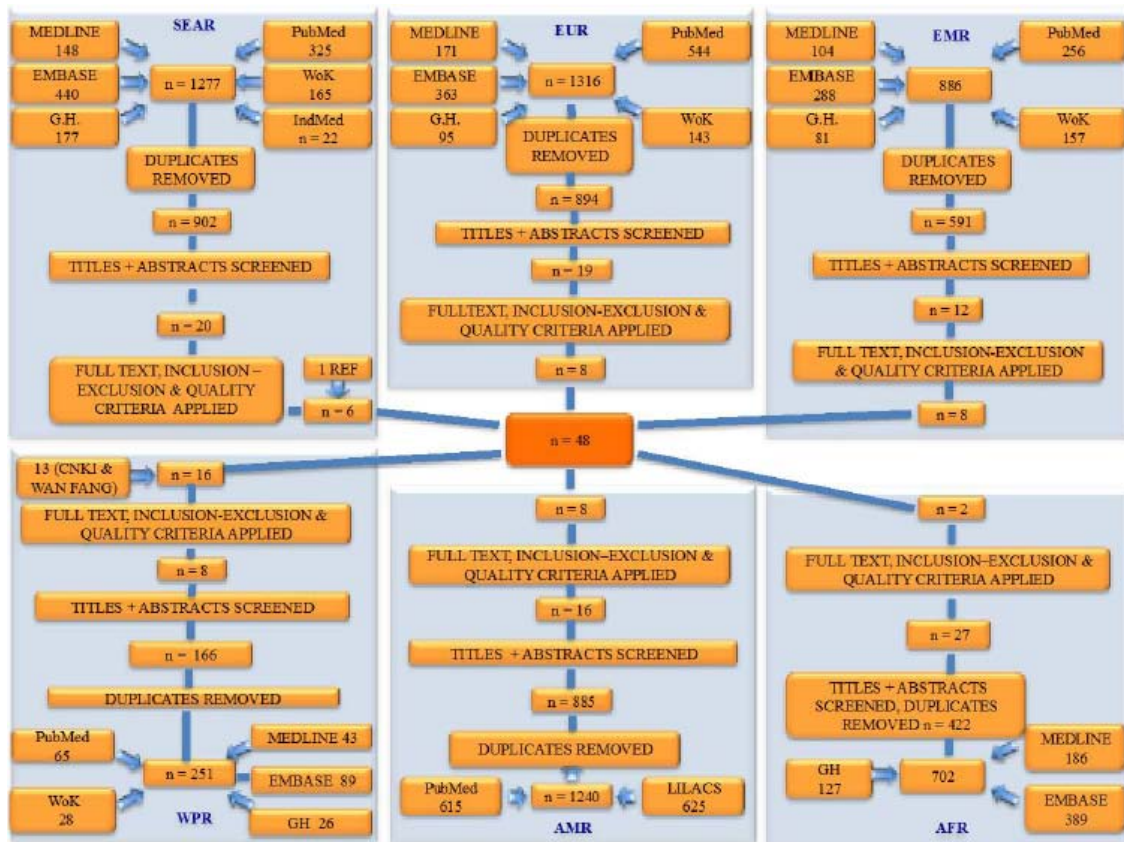 SEAR
MEDLINE
148
PubMed
325
EMBASE
440
n = 1277
WoK
165
G.H.
177
IndMed
n = 22
DUPLICATES
REMOVED
n = 902
TITLES + ABSTRACTS SCREENED
n = 20
FULL TEXT, INCLUSION –
EXCLUSION & QUALITY
CRITERIA APPLIED
1 REF
n = 6
EUR
MEDLINE
171
PubMed
544
EMBASE
363
n = 1316
G.H.
95
WoK
143
DUPLICATES
REMOVED
n = 894
TITLES + ABSTRACTS SCREENED
n = 19
FULLTEXT, INCLUSION-EXCLUSION &
QUALITY CRITERIA APPLIED
n = 8
EMR
MEDLINE
104
PubMed
256
EMBASE
288
886
G.H.
81
WoK
157
DUPLICATES
REMOVED
n = 591
TITLES + ABSTRACTS SCREENED
n = 12
FULL TEXT, INCLUSION-EXCLUSION
& QUALITY CRITERIA APPLIED
n = 8
n = 48
13 (CNKI &
WAN FANG)
n = 16
FULL TEXT, INCLUSION-EXCLUSION &
QUALITY CRITERIA APPLIED
n = 8
TITLES + ABSTRACTS SCREENED
n = 166
DUPLICATES REMOVED
PubMed
65
MEDLINE 43
n = 251
EMBASE 89
WoK
28
GH 26
WPR
n = 8
FULL TEXT, INCLUSION–EXCLUSION &
QUALITY CRITERIA APPLIED
n = 16
TITLES + ABSTRACTS SCREENED
n = 885
DUPLICATES REMOVED
PubMed
615
n = 1240
LILACS
625
AMR
n = 2
FULL TEXT, INCLUSION–EXCLUSION &
QUALITY CRITERIA APPLIED
n = 27
TITLES + ABSTRACTS
SCREENED, DUPLICATES
REMOVED n = 422
MEDLINE
186
GH
127
702
EMBASE
389
AFR